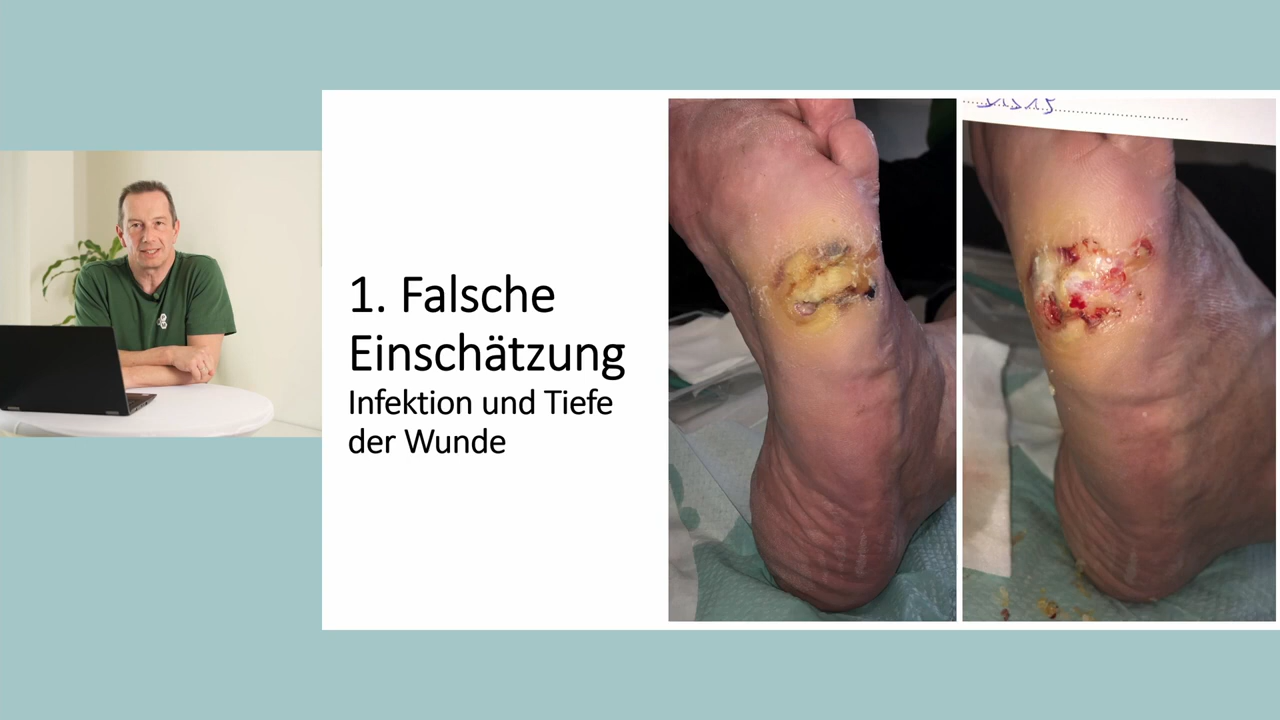 1. Falsche
Einschätzung
Infektion und Tiefe
der Wunde